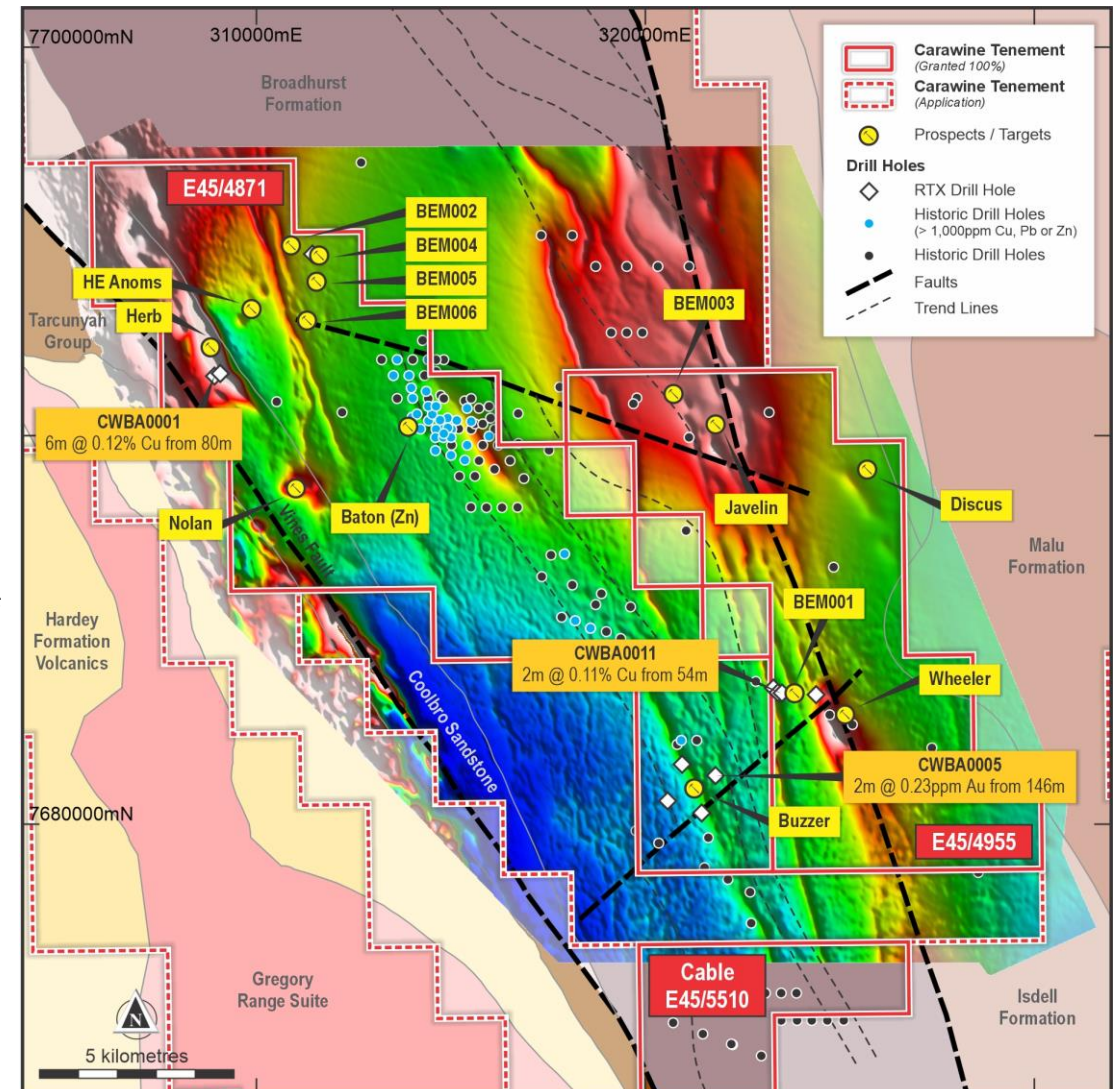 7700000mN
310000mE
320000mE
Broadhurst
Formation
Carawine Tenement
(Granted 100%)
Carawine Tenement
(Application)
Prospects / Targets
Drill Holes
RTX Drill Hole
Historic Drill Holes
(> 1,000ppm Cu, Pb or Zn)
Historic Drill Holes
Faults
Trend Lines
E45/4871
BEM002
BEM004
BEM005
BEM006
HE Anoms
Herb
Tarcunyah
Group
BEM003
CWBA0001
6m @ 0.12% Cu from 80m
Nolan
Baton (Zn)
Javelin
Discus
Vines Fault
Malu
Formation
Hardey
Formation
Volcanics
BEM001
CWBA0011
2m @ 0.11% Cu from 54m
Wheeler
Coolbro Sandstone
CWBA0005
2m @ 0.23ppm Au from 146m
7680000mN
Buzzer
E45/4955
Gregory
Range Suite
Cable
E45/5510
Isdell
Formation
N
5 kilometres